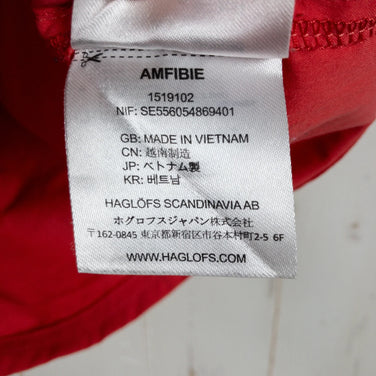 AMFIBIE
1519102
NIF: SE556054869401
GB: MADE IN VIETNAM
CN: 越南制造
JP: ベトナム製
KR: 베트남
HAGLÖFS SCANDINAVIA AB
ホグロフスジャパン株式会社
〒162-0845 東京都新宿区市谷本村町2-5 6F
WWW.HAGLOFS.COM